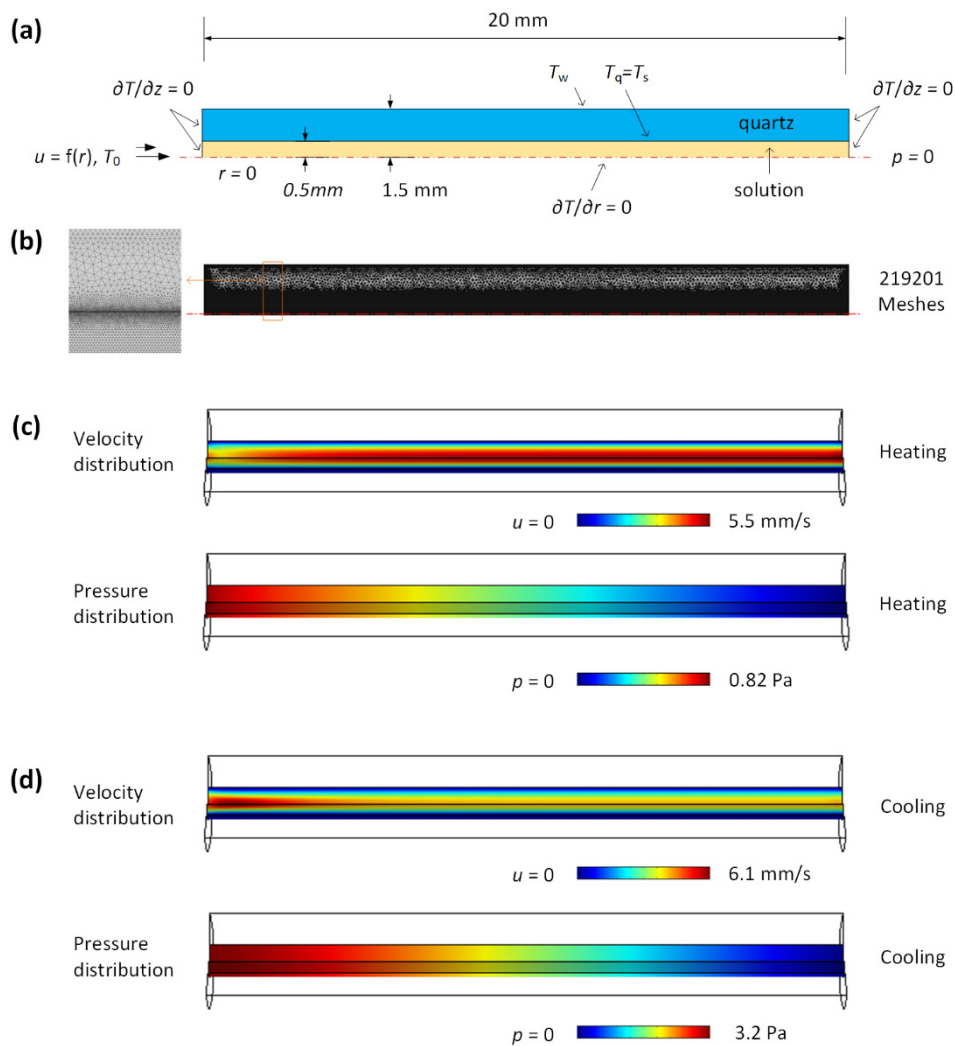 (a)
20 mm
∂T/∂z = 0
T_w
T_q=T_s
∂T/∂z = 0
quartz
u = f(r), T_0
r = 0
0.5mm
1.5 mm
∂T/∂r = 0
solution
p = 0
(b)
219201
Meshes
(c)
Velocity
distribution
Heating
u = 0
5.5 mm/s
Pressure
distribution
Heating
p = 0
0.82 Pa
(d)
Velocity
distribution
Cooling
u = 0
6.1 mm/s
Pressure
distribution
Cooling
p = 0
3.2 Pa